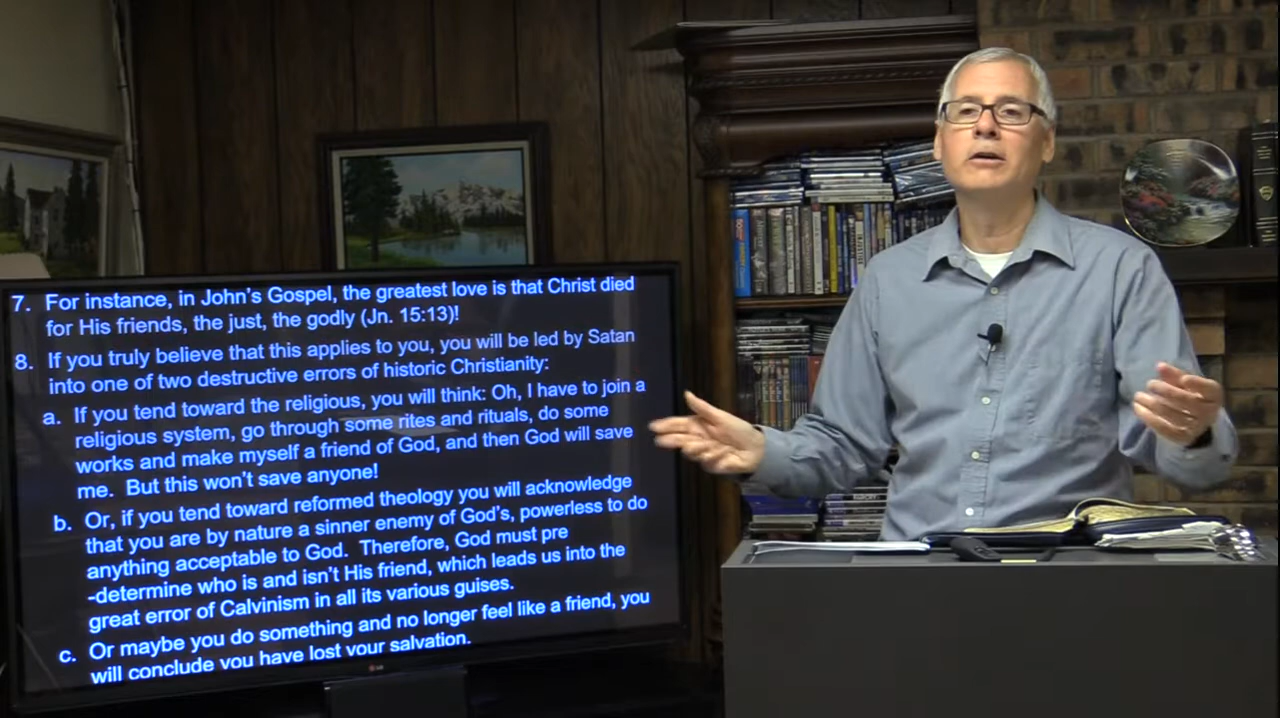 7. For instance, in John's Gospel, the greatest love is that Christ died
for His friends, the just, the godly (Jn. 15:13)!
8. If you truly believe that this applies to you, you will be led by Satan
into one of two destructive errors of historic Christianity:
a. If you tend toward the religious, you will think: Oh, I have to join a
religious system, go through some rites and rituals, do some
works and make myself a friend of God, and then God will save
me. But this won't save anyone!
b. Or, if you tend toward reformed theology you will acknowledge
that you are by nature a sinner enemy of God's, powerless to do
anything acceptable to God. Therefore, God must pre
-determine who is and isn't His friend, which leads us into the
great error of Calvinism in all its various guises.
c. Or maybe you do something and no longer feel like a friend, you
will conclude you have lost your salvation.
LG